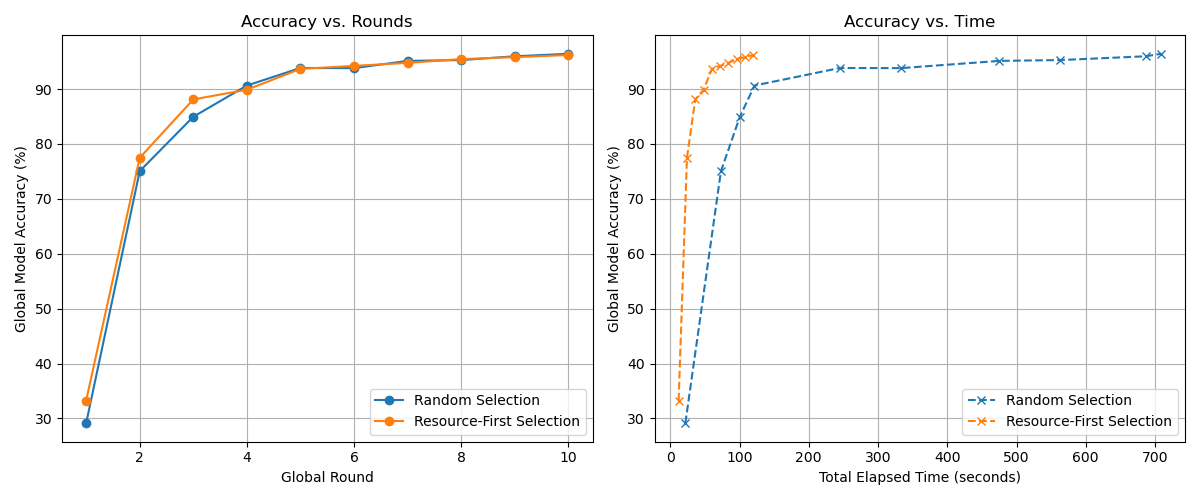 Accuracy vs. Rounds
Global Model Accuracy (%)
90
80
70
60
50
40
30
2
4
6
8
10
Global Round
Random Selection
Resource-First Selection
Accuracy vs. Time
Global Model Accuracy (%)
90
80
70
60
50
40
30
0
100
200
300
400
500
600
700
Total Elapsed Time (seconds)
Random Selection
Resource-First Selection